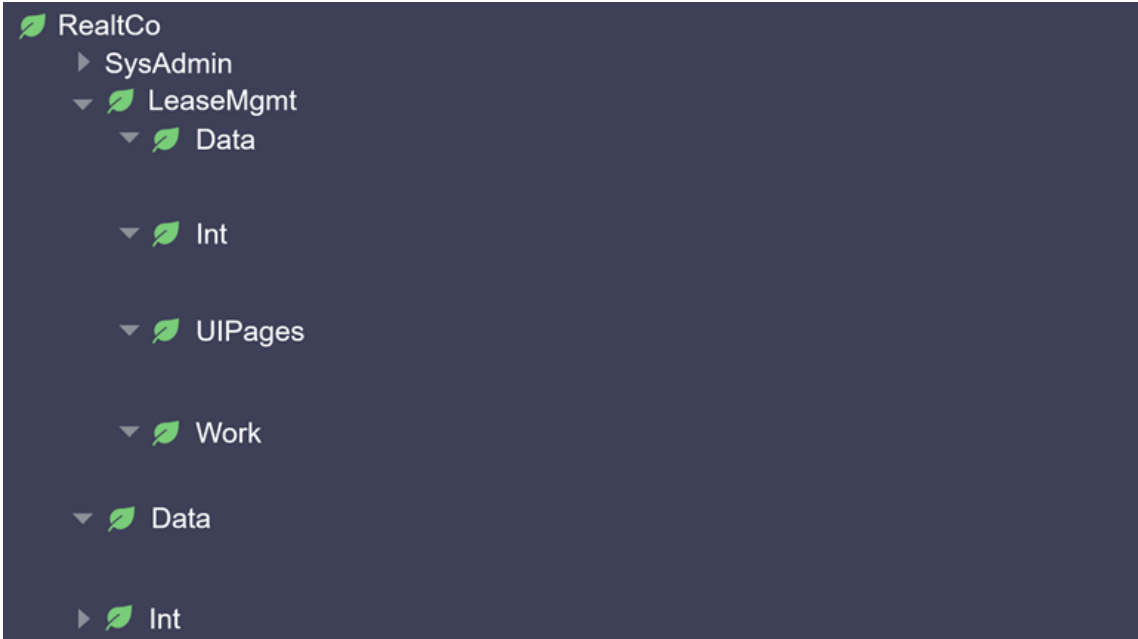 RealtCo
SysAdmin
LeaseMgmt
Data
Int
UIPages
Work
Data
Int